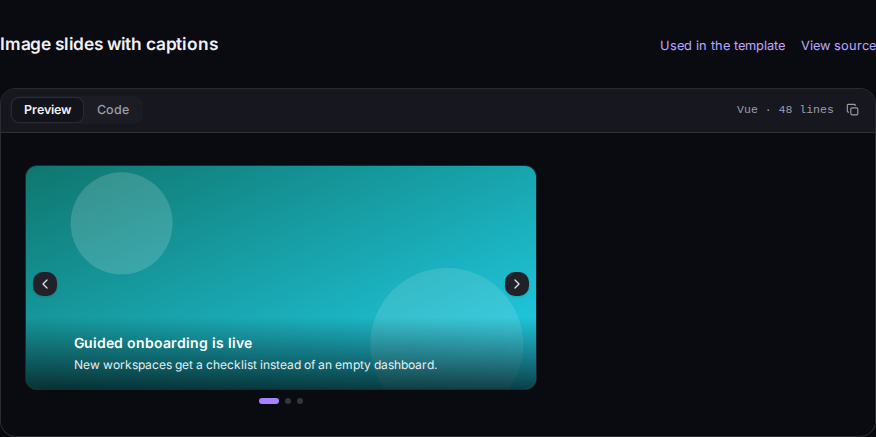 Image slides with captions
Used in the template
View source
Preview
Code
Vue · 48 lines
Guided onboarding is live
New workspaces get a checklist instead of an empty dashboard.